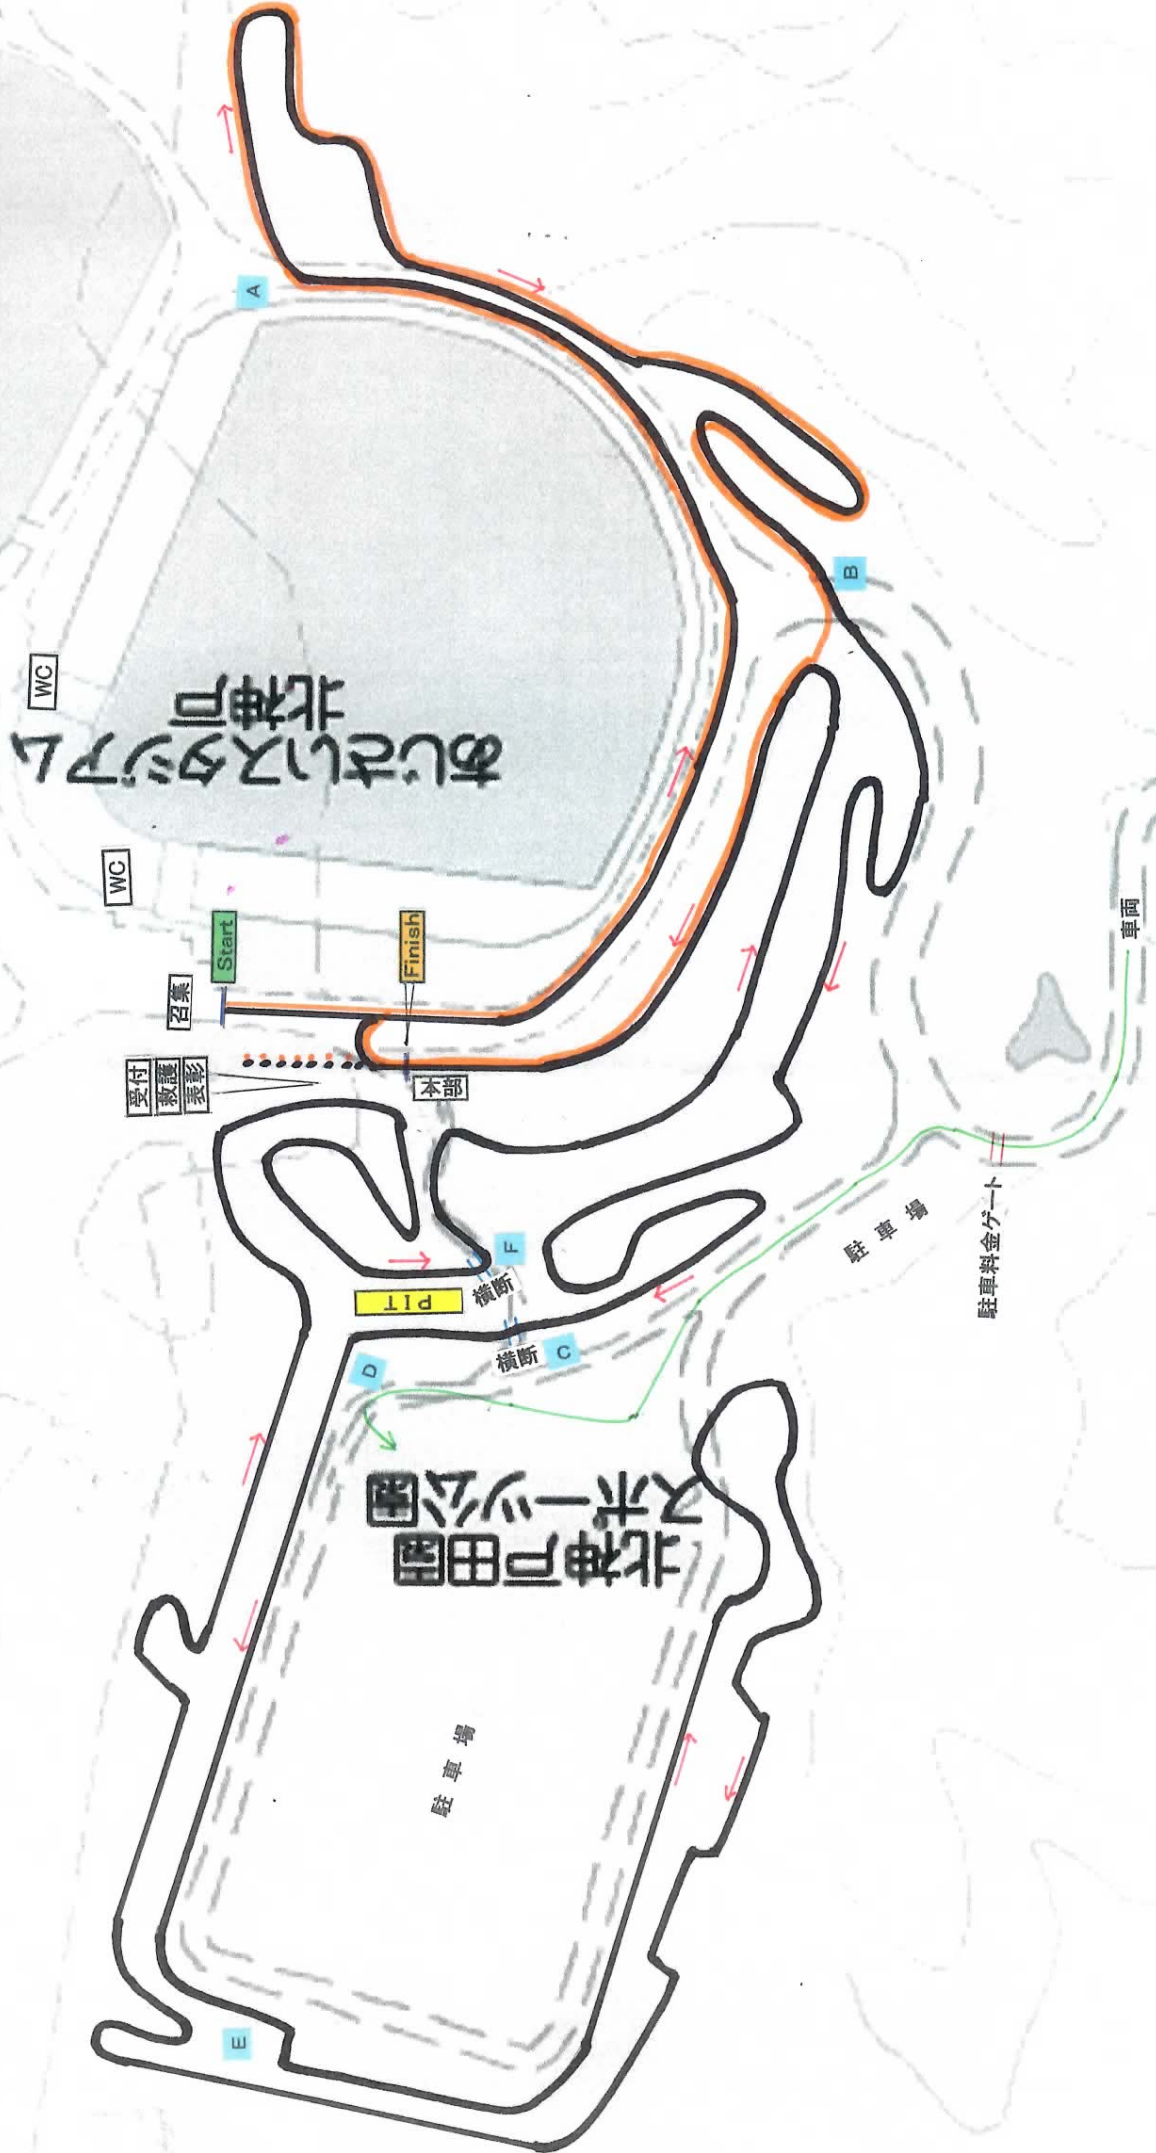 WC
WC
北神戸
あじさいスタジアム
A
B
召集
Start
Finish
受付
救護
表彰
本部
車両
PIT
横断
F
横断
C
D
駐車場
駐車料金ゲート
北神戸田園
スポーツ公園
駐車場
E